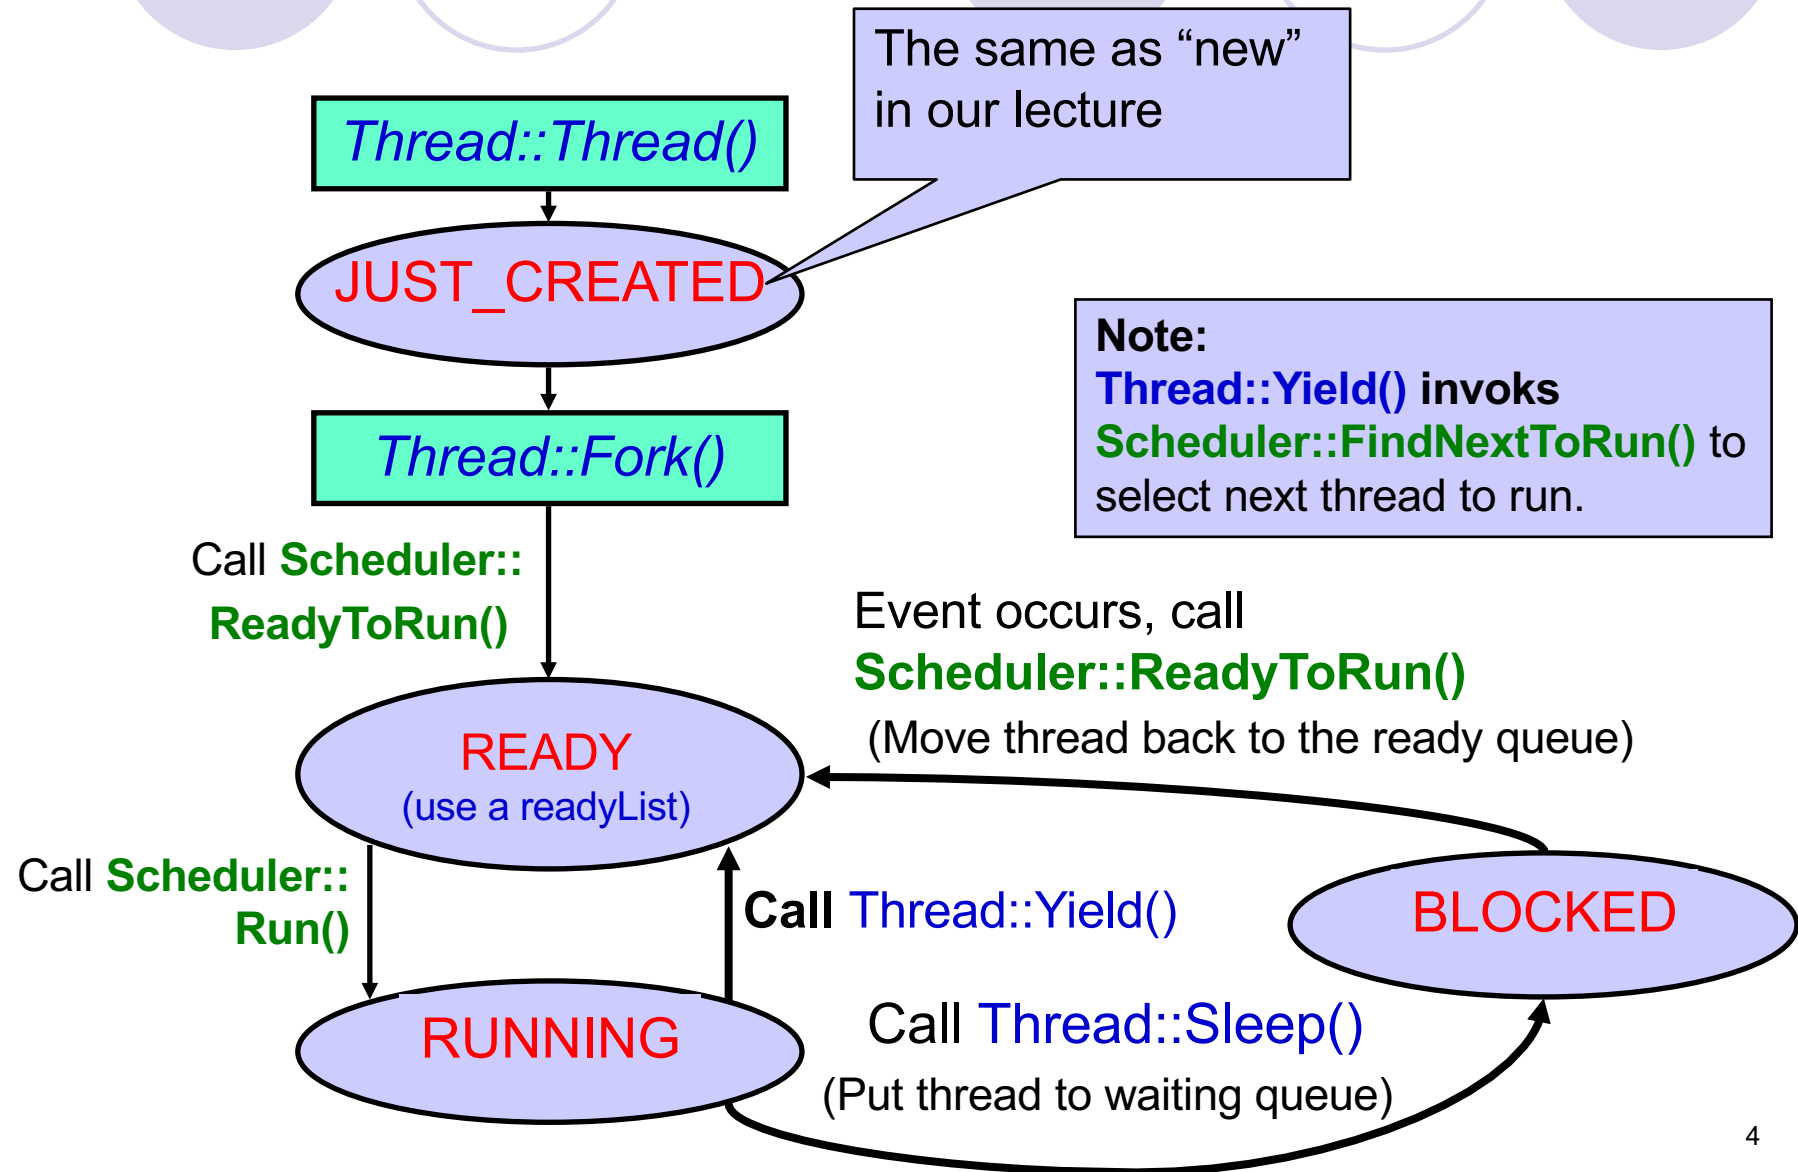 The same as “new”
in our lecture
Thread::Thread()
JUST_CREATED
Note:
Thread::Yield() invoks
Scheduler::FindNextToRun() to
select next thread to run.
Thread::Fork()
Call Scheduler::
ReadyToRun()
Event occurs, call
Scheduler::ReadyToRun()
(Move thread back to the ready queue)
READY
(use a readyList)
Call Scheduler::
Run()
Call Thread::Yield()
BLOCKED
RUNNING
Call Thread::Sleep()
(Put thread to waiting queue)
4